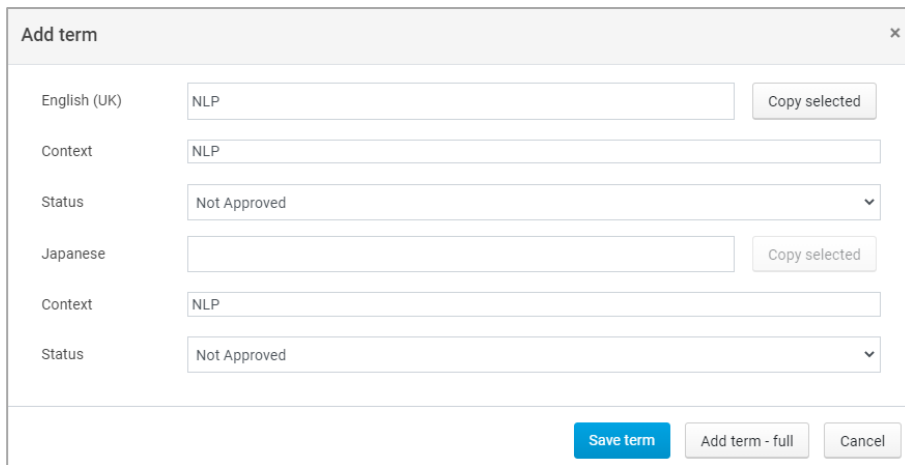 Add term ×
English (UK) NLP Copy selected
Context NLP
Status Not Approved
Japanese Copy selected
Context NLP
Status Not Approved
Save term Add term - full Cancel